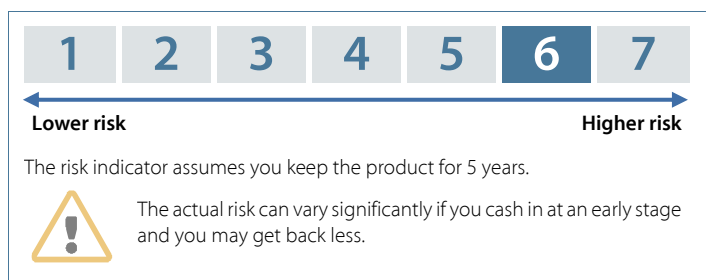 1 2 3 4 5 6 7
Lower risk Higher risk
The risk indicator assumes you keep the product for 5 years.
The actual risk can vary significantly if you cash in at an early stage
and you may get back less.